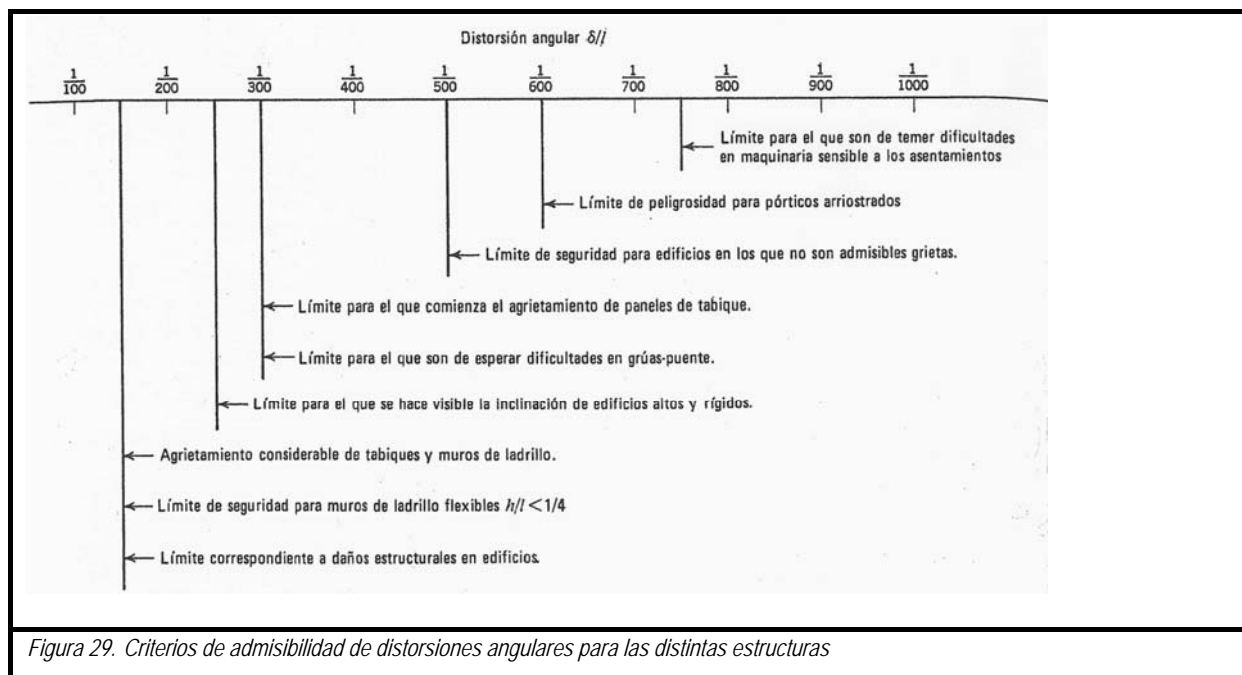 Distorsión angular δ/l
1/100 1/200 1/300 1/400 1/500 1/600 1/700 1/800 1/900 1/1000
Límite para el que son de temer dificultades
en maquinaria sensible a los asentamientos
Límite de peligrosidad para pórticos arriostrados
Límite de seguridad para edificios en los que no son admisibles grietas.
Límite para el que comienza el agrietamiento de paneles de tabique.
Límite para el que son de esperar dificultades en grúas-puente.
Límite para el que se hace visible la inclinación de edificios altos y rígidos.
Agrietamiento considerable de tabiques y muros de ladrillo.
Límite de seguridad para muros de ladrillo flexibles h/l < 1/4
Límite correspondiente a daños estructurales en edificios.
Figura 29. Criterios de admisibilidad de distorsiones angulares para las distintas estructuras